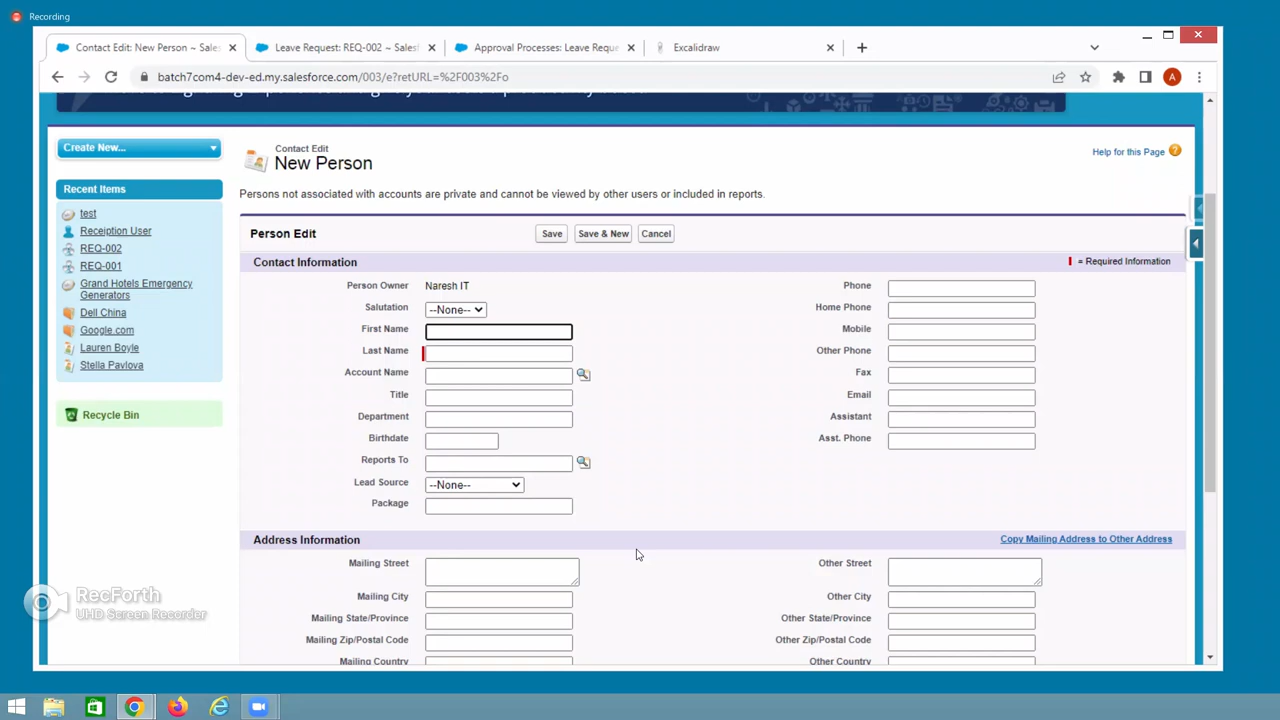 Recording
Contact Edit: New Person ~ Sales
Leave Request: REQ-002 ~ Salesf
Approval Processes: Leave Reque
Excalidraw
batch7com4-dev-ed.my.salesforce.com/003/e?retURL=%2F003%2Fo
A
Create New...
Contact Edit
New Person
Help for this Page
Recent Items
test
Receiption User
REQ-002
REQ-001
Grand Hotels Emergency
Generators
Dell China
Google.com
Lauren Boyle
Stella Pavlova
Recycle Bin
Persons not associated with accounts are private and cannot be viewed by other users or included in reports.
Person Edit
Save
Save & New
Cancel
Contact Information
= Required Information
Person Owner Naresh IT
Phone
Salutation --None--
Home Phone
First Name
Mobile
Last Name
Other Phone
Account Name
Fax
Title
Email
Department
Assistant
Birthdate
Asst. Phone
Reports To
Lead Source --None--
Package
Address Information
Copy Mailing Address to Other Address
Mailing Street
Other Street
Mailing City
Other City
Mailing State/Province
Other State/Province
Mailing Zip/Postal Code
Other Zip/Postal Code
Mailing Country
Other Country
RecForth
UHD Screen Recorder